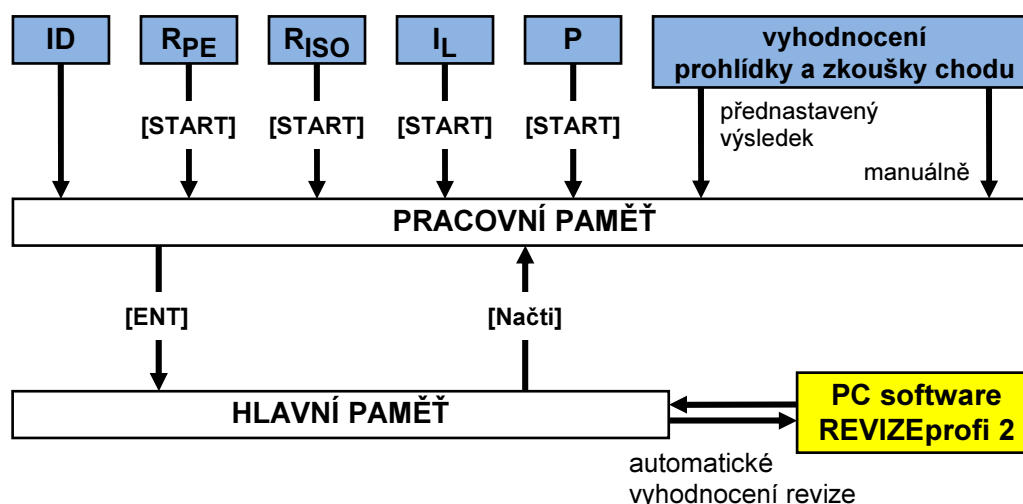 ID
RPE
RISO
IL
P
vyhodnocení
prohlídky a zkoušky chodu
[START]
[START]
[START]
[START]
přednastavený
výsledek
manuálně
PRACOVNÍ PAMĚŤ
[ENT]
[Načti]
HLAVNÍ PAMĚŤ
PC software
REVIZEprofi 2
automatické
vyhodnocení revize